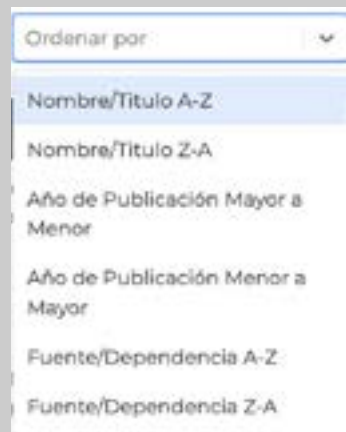 Ordenar por
Nombre/Titulo A-Z
Nombre/Titulo Z-A
Año de Publicación Mayor a
Menor
Año de Publicación Menor a
Mayor
Fuente/Dependencia A-Z
Fuente/Dependencia Z-A